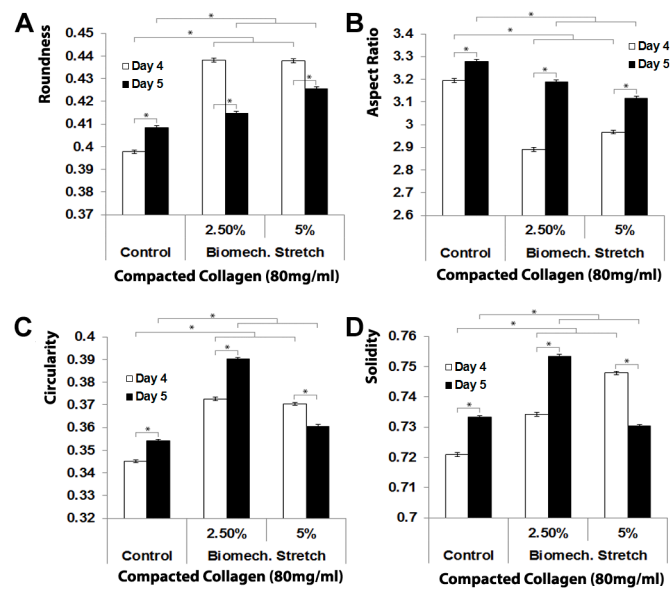 A
Roundness
0.44
0.43
0.42
0.41
0.4
0.39
0.38
0.37
Day 4
Day 5
* * * * *
2.50% 5%
Control Biomech. Stretch
Compacted Collagen (80mg/ml)
B
Aspect Ratio
3.4
3.3
3.2
3.1
3
2.9
2.8
2.7
2.6
Day 4
Day 5
* * * * *
2.50% 5%
Control Biomech. Stretch
Compacted Collagen (80mg/ml)
C
Circularity
0.4
0.39
0.38
0.37
0.36
0.35
0.34
0.33
0.32
Day 4
Day 5
* * * * *
2.50% 5%
Control Biomech. Stretch
Compacted Collagen (80mg/ml)
D
Solidity
0.76
0.75
0.74
0.73
0.72
0.71
0.7
Day 4
Day 5
* * * * *
2.50% 5%
Control Biomech. Stretch
Compacted Collagen (80mg/ml)